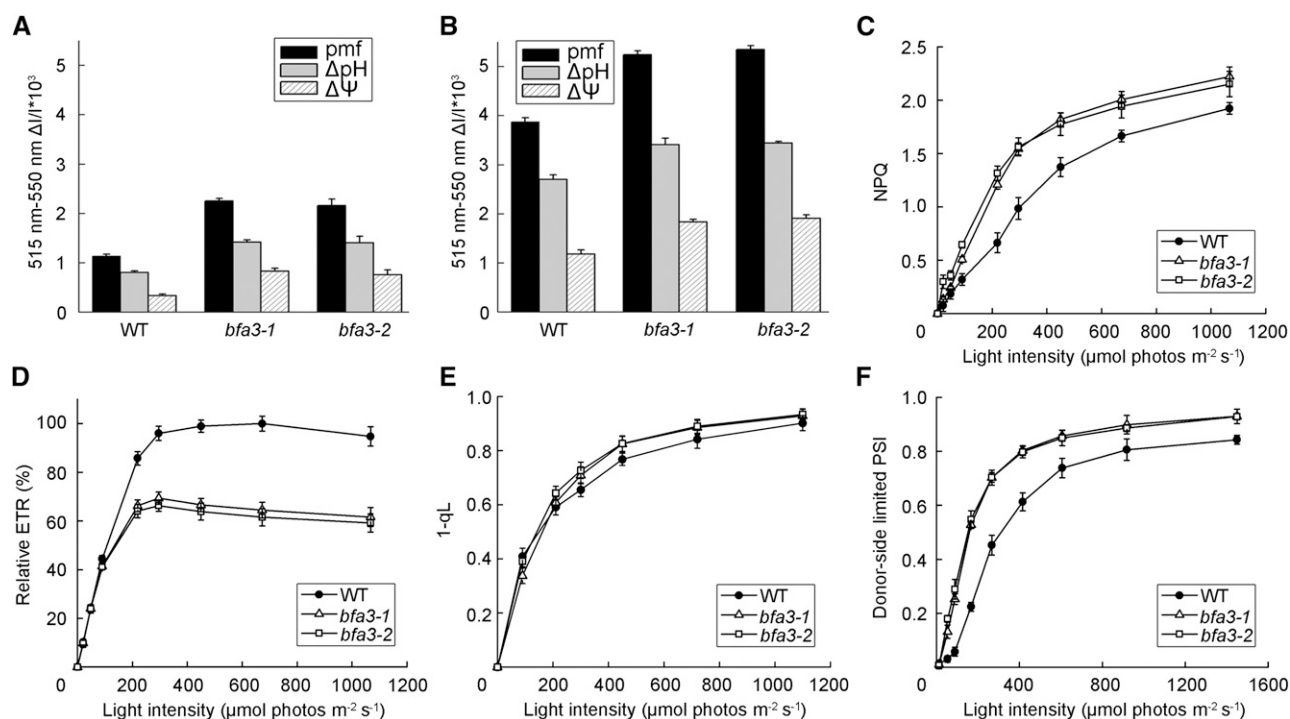 A
515 nm-550 nm ΔI/I*10³
5
4
3
2
1
0
pmf
ΔpH
ΔΨ
WT
bfa3-1
bfa3-2
B
515 nm-550 nm ΔI/I*10³
5
4
3
2
1
0
pmf
ΔpH
ΔΨ
WT
bfa3-1
bfa3-2
C
NPQ
2.5
2.0
1.5
1.0
0.5
WT
bfa3-1
bfa3-2
0 200 400 600 800 1000 1200
Light intensity (μmol photos m⁻² s⁻¹)
D
Relative ETR (%)
100
80
60
40
20
WT
bfa3-1
bfa3-2
0 200 400 600 800 1000 1200
Light intensity (μmol photos m⁻² s⁻¹)
E
1-qL
1.0
0.8
0.6
0.4
0.2
WT
bfa3-1
bfa3-2
0 200 400 600 800 1000 1200
Light intensity (μmol photos m⁻² s⁻¹)
F
Donor-side limited PSI
1.0
0.8
0.6
0.4
0.2
WT
bfa3-1
bfa3-2
0 400 800 1200 1600
Light intensity (μmol photos m⁻² s⁻¹)